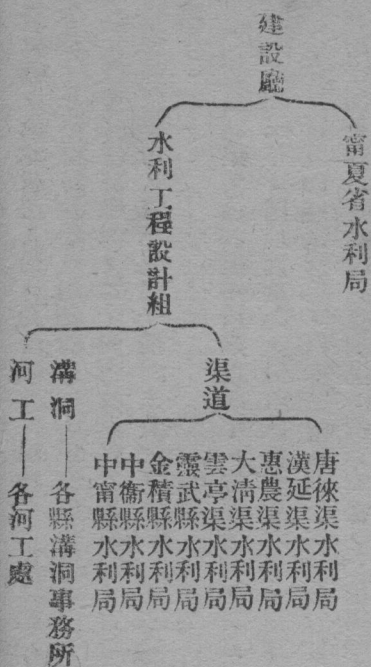 建設廳
甯夏省水利局
水利工程設計組
渠道
唐徠渠水利局
漢延渠水利局
惠農渠水利局
大清渠水利局
雲亭渠水利局
靈武縣水利局
金積縣水利局
中衞縣水利局
中甯縣水利局
溝洞——各縣溝洞事務所
河工——各河工處